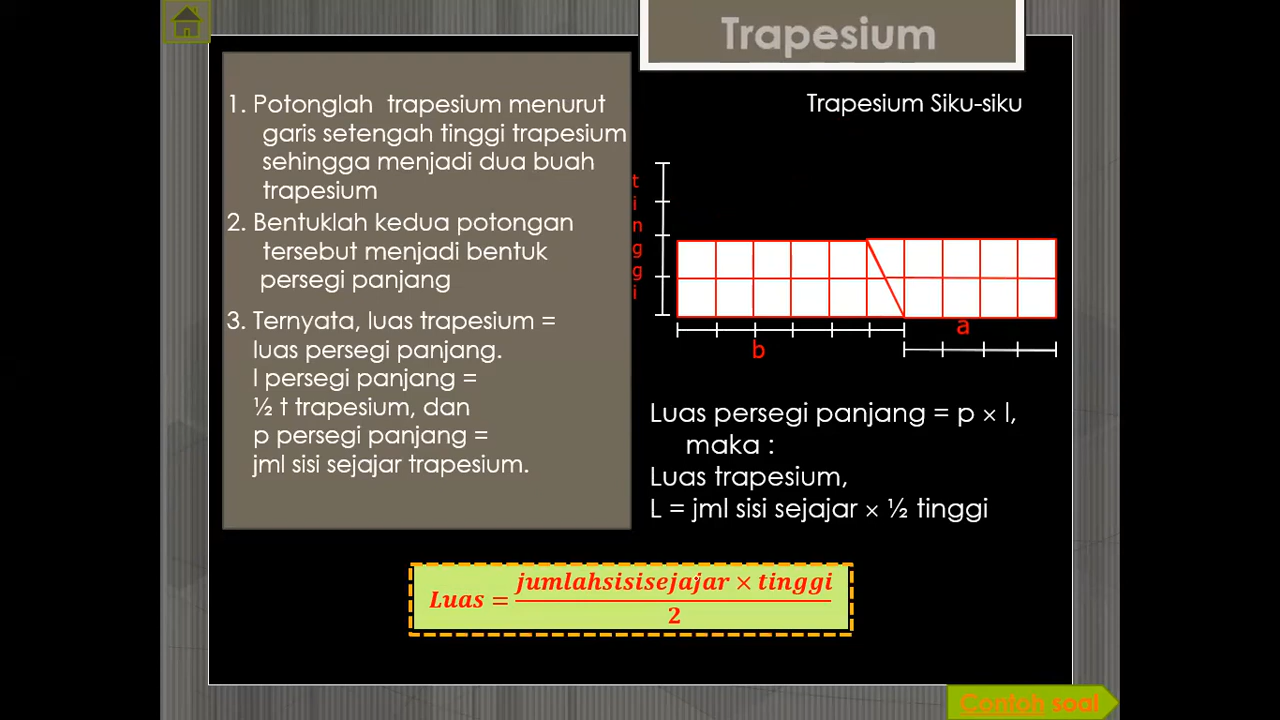 Trapesium
1. Potonglah trapesium menurut
garis setengah tinggi trapesium
sehingga menjadi dua buah
trapesium
2. Bentuklah kedua potongan
tersebut menjadi bentuk
persegi panjang
3. Ternyata, luas trapesium =
luas persegi panjang.
l persegi panjang =
½ t trapesium, dan
p persegi panjang =
jml sisi sejajar trapesium.
Trapesium Siku-siku
tinggi
a
b
Luas persegi panjang = p × l,
maka :
Luas trapesium,
L = jml sisi sejajar × ½ tinggi
Luas = jumlahsisisejajar × tinggi / 2
Contoh soal